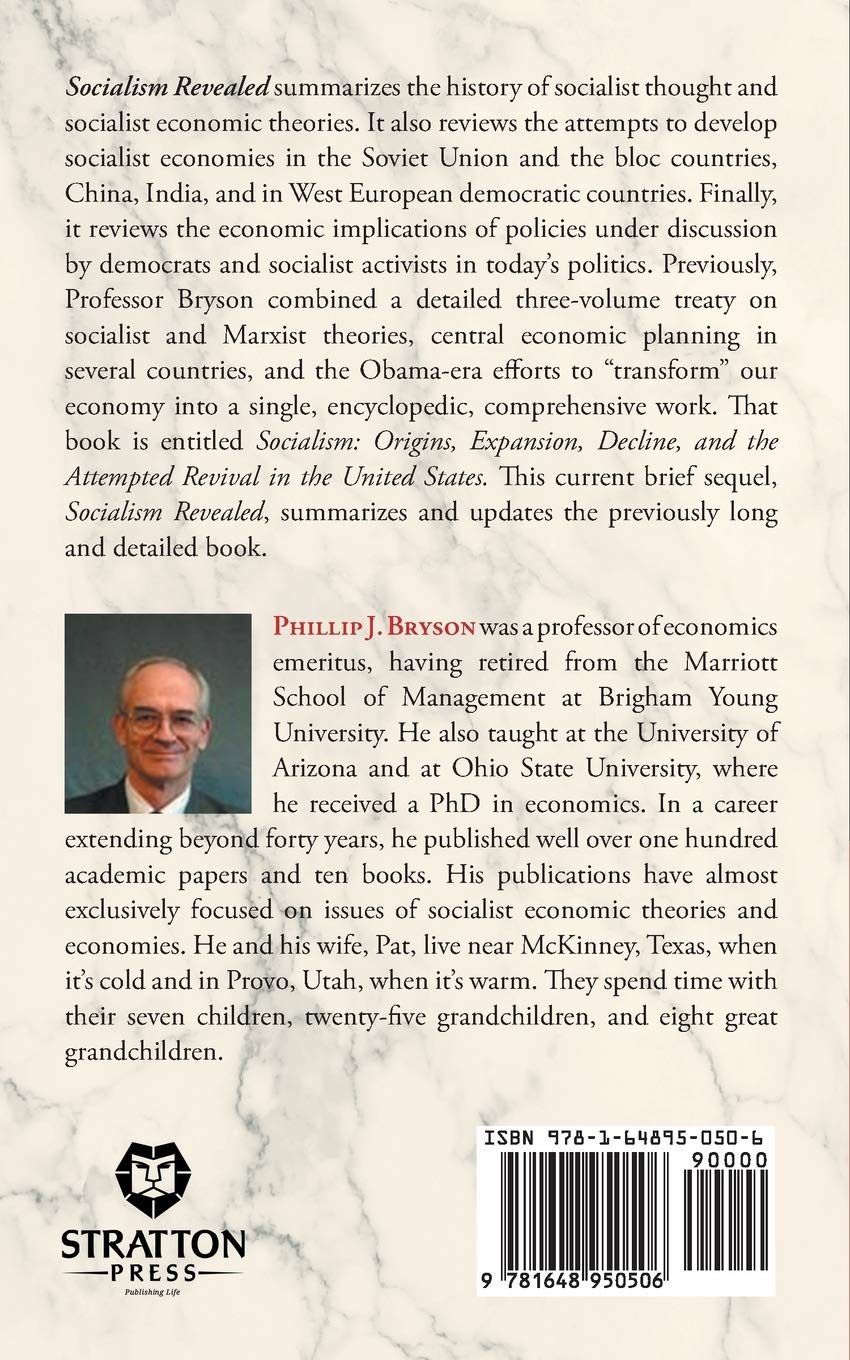 Socialism Revealed summarizes the history of socialist thought and
socialist economic theories. It also reviews the attempts to develop
socialist economies in the Soviet Union and the bloc countries,
China, India, and in West European democratic countries. Finally,
it reviews the economic implications of policies under discussion
by democrats and socialist activists in today’s politics. Previously,
Professor Bryson combined a detailed three-volume treaty on
socialist and Marxist theories, central economic planning in
several countries, and the Obama-era efforts to “transform” our
economy into a single, encyclopedic, comprehensive work. That
book is entitled Socialism: Origins, Expansion, Decline, and the
Attempted Revival in the United States. This current brief sequel,
Socialism Revealed, summarizes and updates the previously long
and detailed book.
Phillip J. Bryson was a professor of economics
emeritus, having retired from the Marriott
School of Management at Brigham Young
University. He also taught at the University of
Arizona and at Ohio State University, where
he received a PhD in economics. In a career
extending beyond forty years, he published well over one hundred
academic papers and ten books. His publications have almost
exclusively focused on issues of socialist economic theories and
economies. He and his wife, Pat, live near McKinney, Texas, when
it’s cold and in Provo, Utah, when it’s warm. They spend time with
their seven children, twenty-five grandchildren, and eight great
grandchildren.
STRATTON
PRESS
Publishing Life
ISBN 978-1-64895-050-6
90000
9 781648 950506